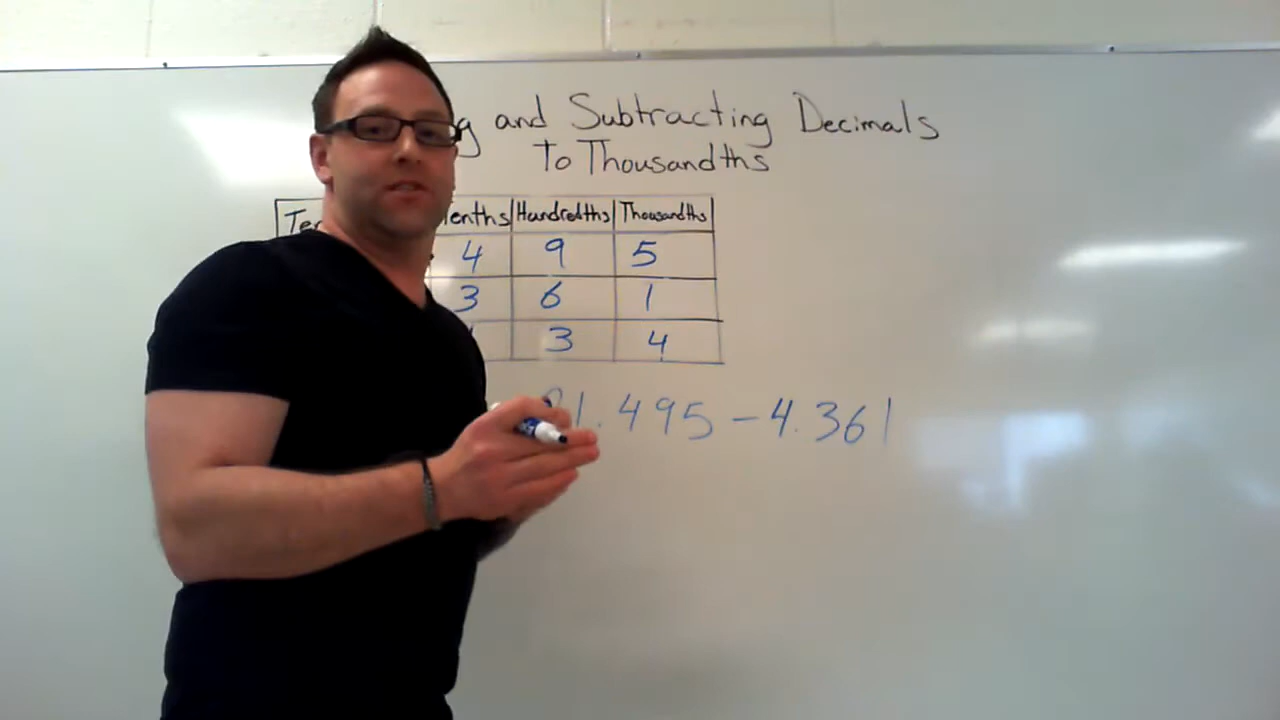 and Subtracting Decimals
To Thousandths
Tenths Hundredths Thousandths
4 9 5
3 6 1
3 4
1.495 - 4.361